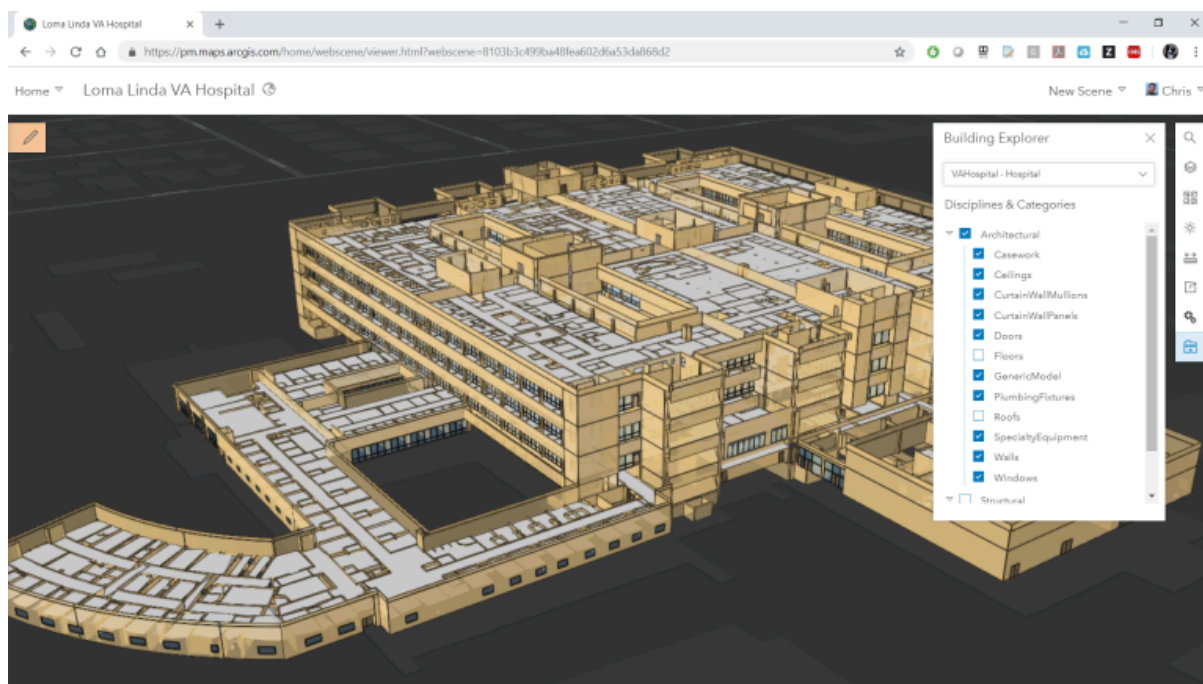 Loma Linda VA Hospital
https://pm.maps.arcgis.com/home/webscene/viewer.html?webscene=8103b3c499ba48fea602d6a53da868d2
Home
Loma Linda VA Hospital
New Scene
Chris
Building Explorer
VAHospital - Hospital
Disciplines & Categories
Architectural
Casework
Ceilings
CurtainWallMullions
CurtainWallPanels
Doors
Floors
GenericModel
PlumbingFixtures
Roofs
SpecialtyEquipment
Walls
Windows
Structural